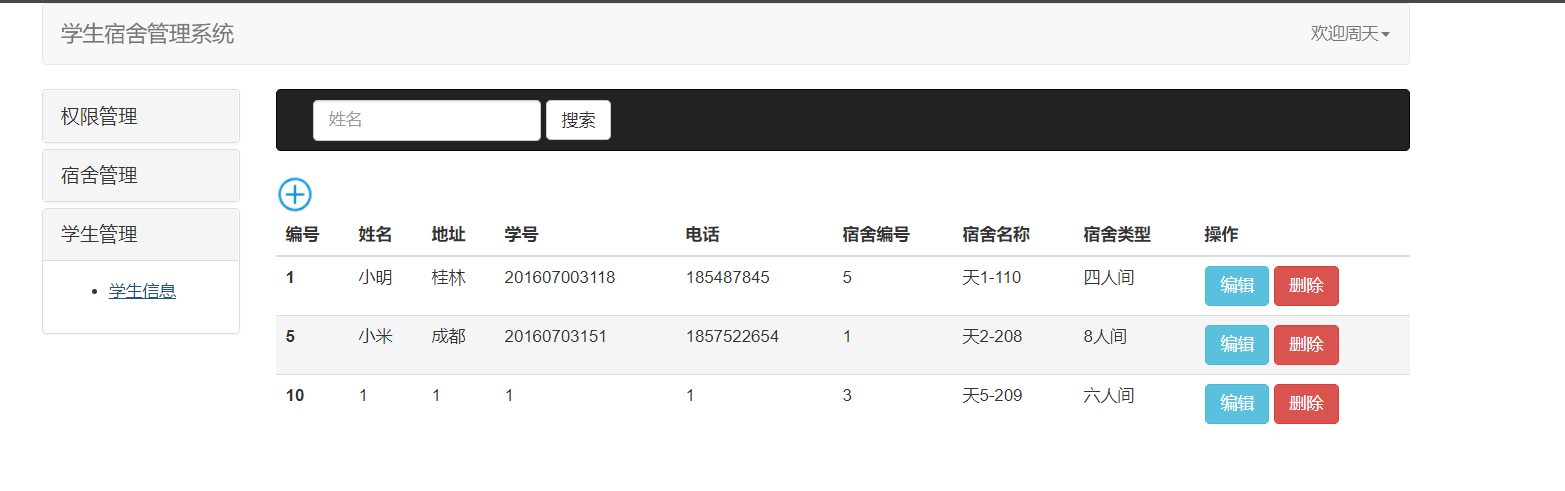 学生宿舍管理系统 欢迎周天
权限管理
宿舍管理
学生管理
学生信息
姓名 搜索
编号 姓名 地址 学号 电话 宿舍编号 宿舍名称 宿舍类型 操作
1 小明 桂林 201607003118 185487845 5 天1-110 四人间 编辑 删除
5 小米 成都 20160703151 1857522654 1 天2-208 8人间 编辑 删除
10 1 1 1 1 3 天5-209 六人间 编辑 删除